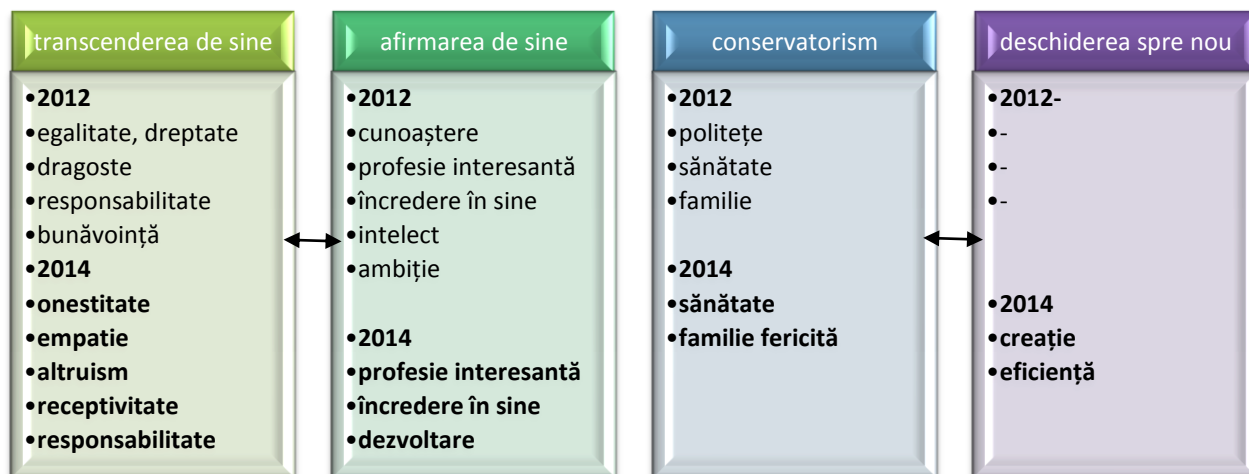 transcenderea de sine
•2012
•egalitate, dreptate
•dragoste
•responsabilitate
•bunăvoință
•2014
•onestitate
•empatie
•altruism
•receptivitate
•responsabilitate
afirmarea de sine
•2012
•cunoaștere
•profesie interesantă
•încredere în sine
•intelect
•ambiție
•2014
•profesie interesantă
•încredere în sine
•dezvoltare
conservatorism
•2012
•politețe
•sănătate
•familie
•2014
•sănătate
•familie fericită
deschiderea spre nou
•2012-
•-
•-
•-
•2014
•creație
•eficiență